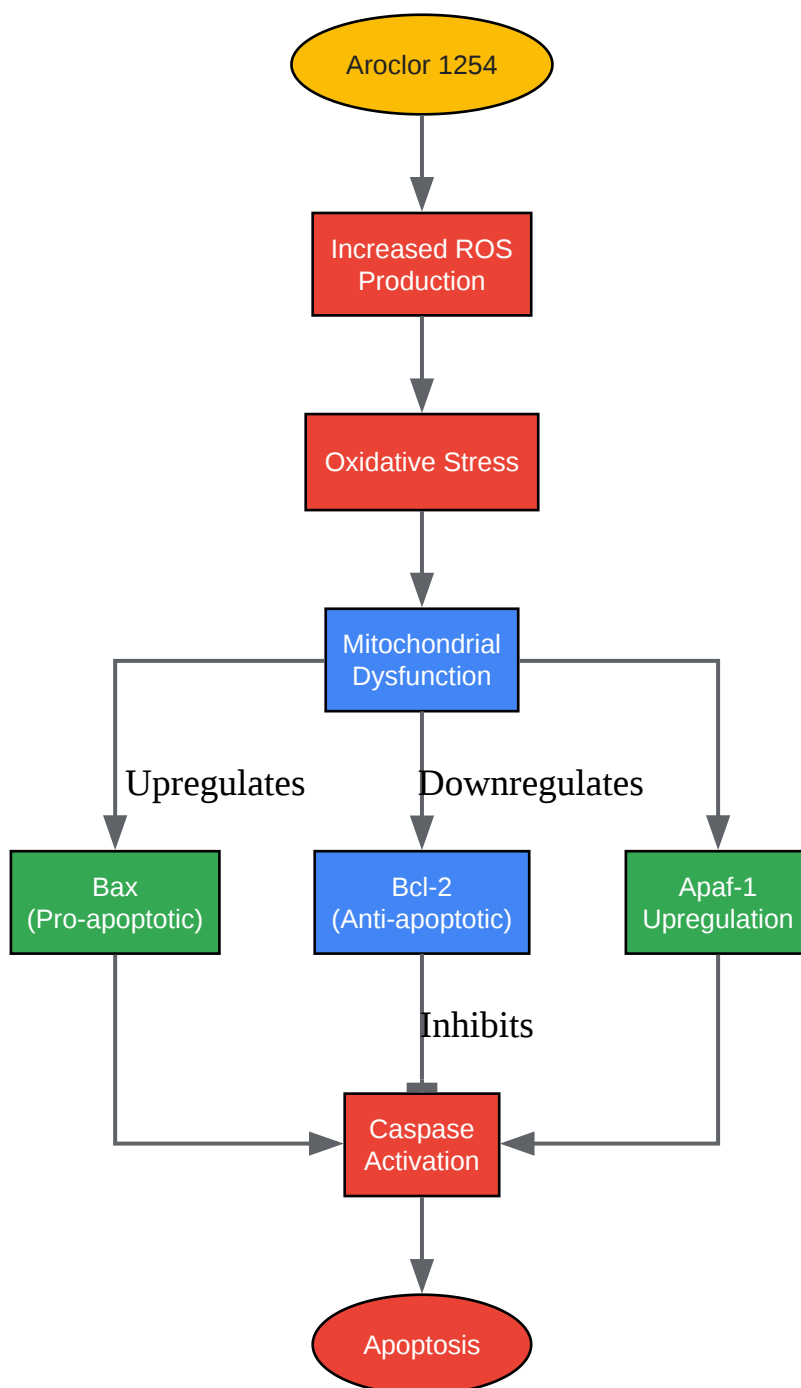 Aroclor 1254
Increased ROS
Production
Oxidative Stress
Mitochondrial
Dysfunction
Upregulates
Downregulates
Bax
(Pro-apoptotic)
Bcl-2
(Anti-apoptotic)
Apaf-1
Upregulation
Inhibits
Caspase
Activation
Apoptosis